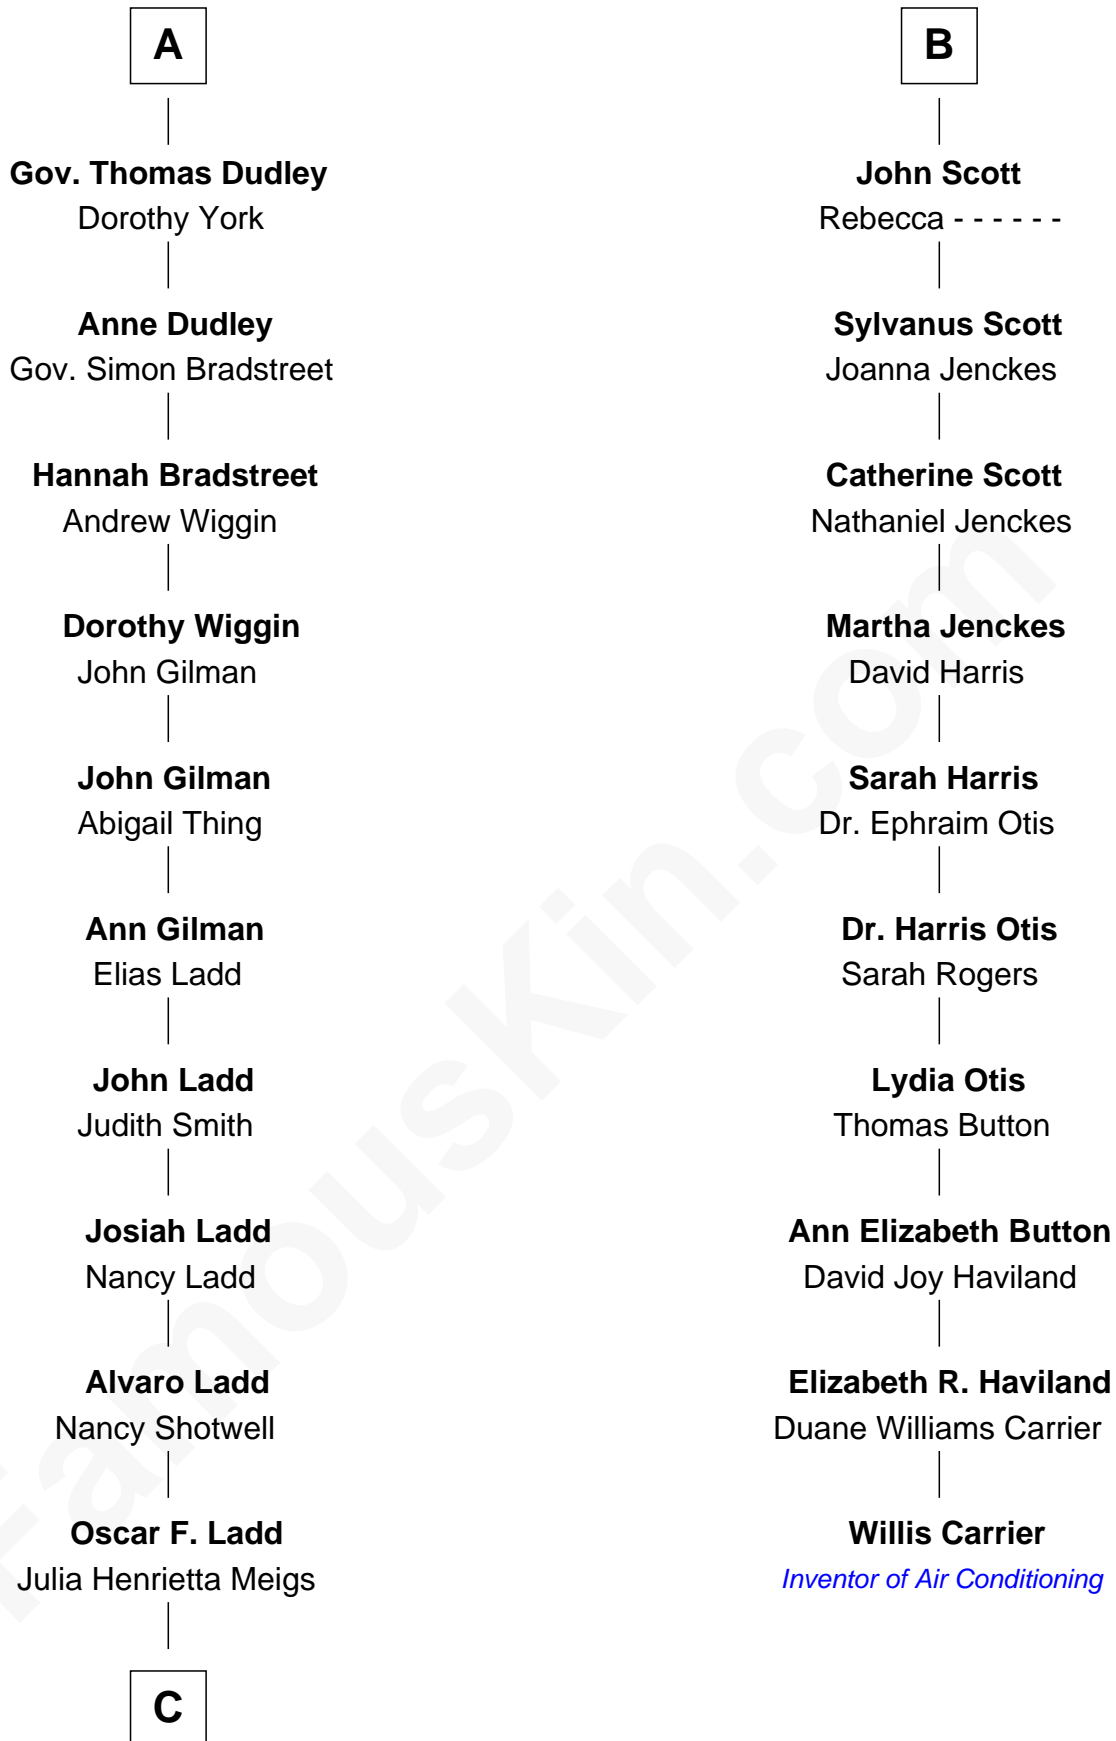 A
Gov. Thomas Dudley
Dorothy York
Anne Dudley
Gov. Simon Bradstreet
Hannah Bradstreet
Andrew Wiggin
Dorothy Wiggin
John Gilman
John Gilman
Abigail Thing
Ann Gilman
Elias Ladd
John Ladd
Judith Smith
Josiah Ladd
Nancy Ladd
Alvaro Ladd
Nancy Shotwell
Oscar F. Ladd
Julia Henrietta Meigs
C
B
John Scott
Rebecca - - - - - -
Sylvanus Scott
Joanna Jenckes
Catherine Scott
Nathaniel Jenckes
Martha Jenckes
David Harris
Sarah Harris
Dr. Ephraim Otis
Dr. Harris Otis
Sarah Rogers
Lydia Otis
Thomas Button
Ann Elizabeth Button
David Joy Haviland
Elizabeth R. Haviland
Duane Williams Carrier
Willis Carrier
Inventor of Air Conditioning
FamousKin.com